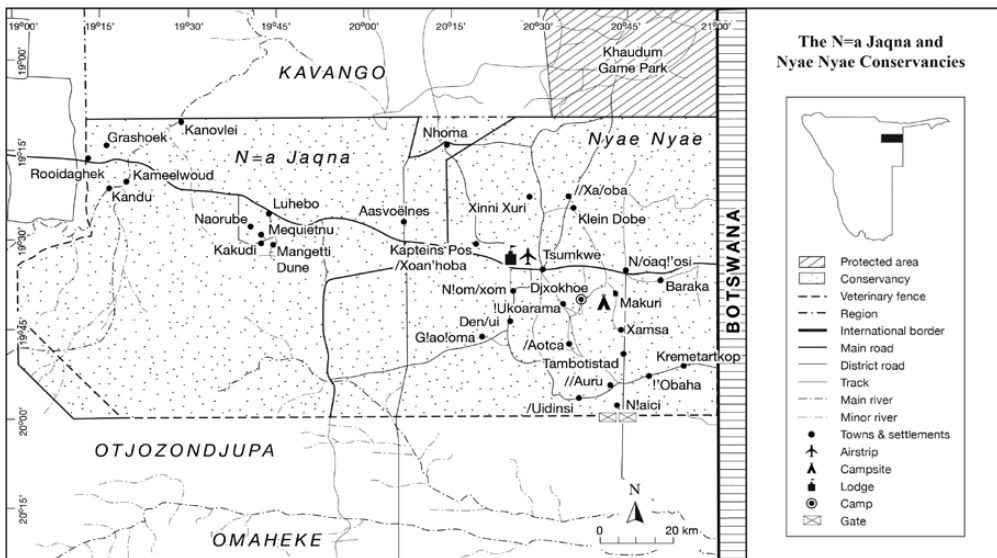 19°00'
19°15'
19°30'
19°45'
20°00'
20°15'
20°30'
20°45'
21°00'
19°00'
19°15'
19°30'
19°45'
20°00'
20°15'
KAVANGO
Khaudum
Game Park
Kanovlei
Grashoek
Nhoma
Nyae Nyae
N=a Jaqna
Rooidaghek
Kameelwoud
Kandu
//Xa/oba
Luhebo
Aasvoëlnes
Xinni Xuri
Klein Dobe
Naorube
Mequietnu
Kakudi
Mangetti
Dune
Kapteins Pos
/Xoan'hoba
Tsumkwe
N/oaq!'osi
N!om/xom
Djxokhoe
Baraka
!Ukoarama
Makuri
Den/ui
G!ao!oma
/Aotca
Xamsa
Tambotistad
Kremetartkop
//Auru
!'Obaha
/Uidinsi
N!aici
OTJOZONDJUPA
OMAHEKE
BOTSWANA
N
0 20 km
The N=a Jaqna and
Nyae Nyae Conservancies
Protected area
Conservancy
Veterinary fence
Region
International border
Main road
District road
Track
Main river
Minor river
Towns & settlements
Airstrip
Campsite
Lodge
Camp
Gate